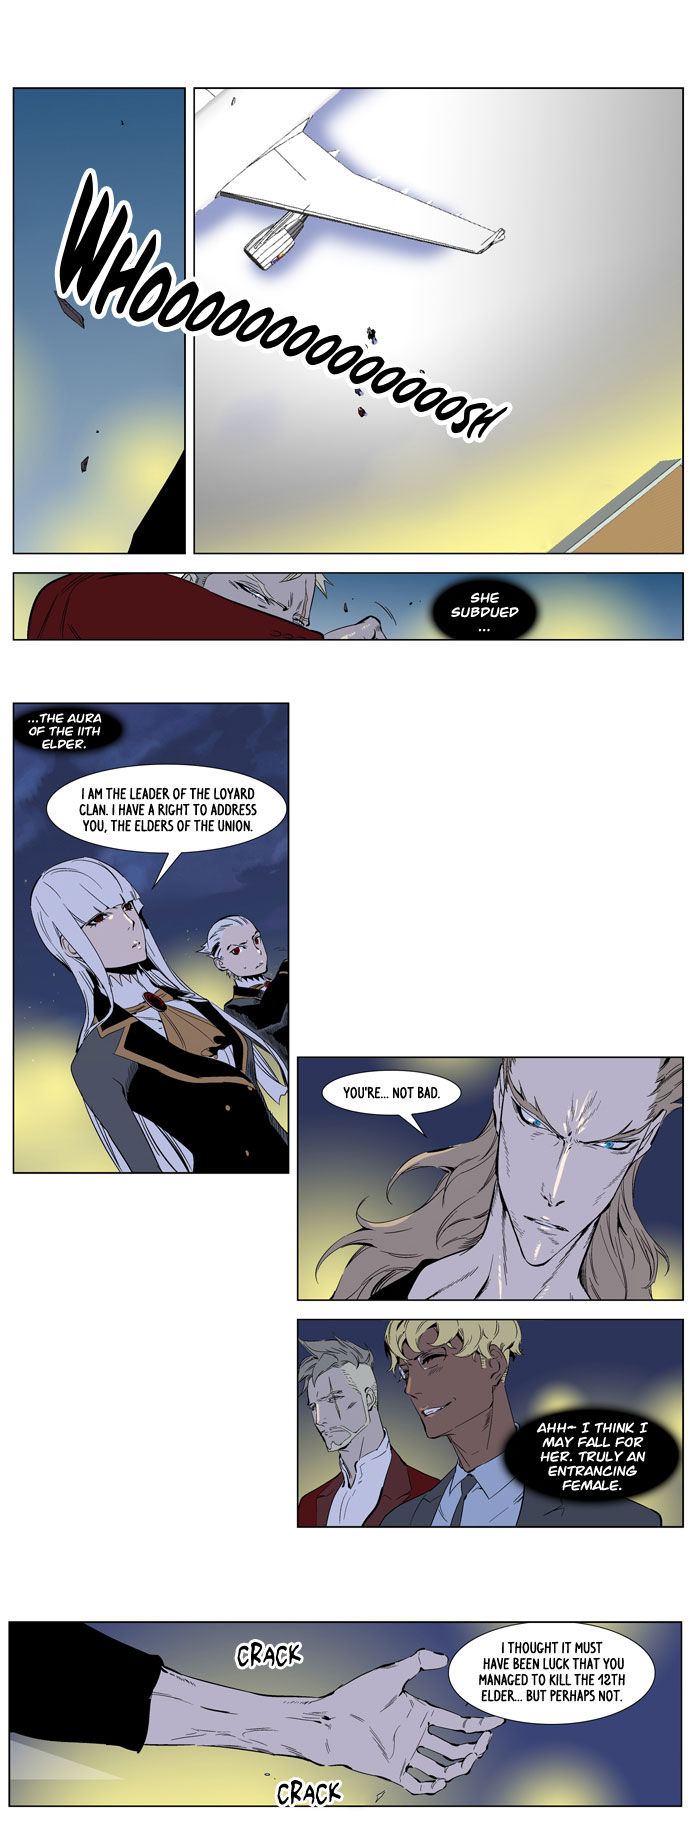 WHOOOOOOOOOOOOOOSH
SHE
SUBDUED
...
...THE AURA
OF THE 11TH
ELDER.
I AM THE LEADER OF THE LOYARD
CLAN. I HAVE A RIGHT TO ADDRESS
YOU, THE ELDERS OF THE UNION.
YOU'RE... NOT BAD.
AHH~ I THINK I
MAY FALL FOR
HER. TRULY AN
ENTRANCING
FEMALE.
CRACK
I THOUGHT IT MUST
HAVE BEEN LUCK THAT YOU
MANAGED TO KILL THE 12TH
ELDER... BUT PERHAPS NOT.
CRACK